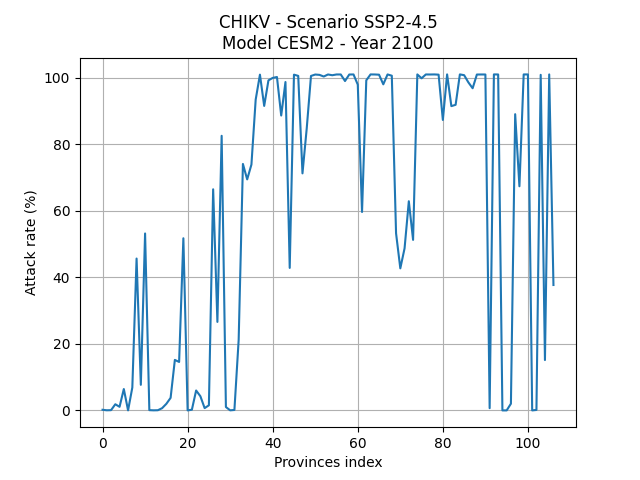 CHIKV - Scenario SSP2-4.5
Model CESM2 - Year 2100
Attack rate (%)
100
80
60
40
20
0
0 20 40 60 80 100
Provinces index